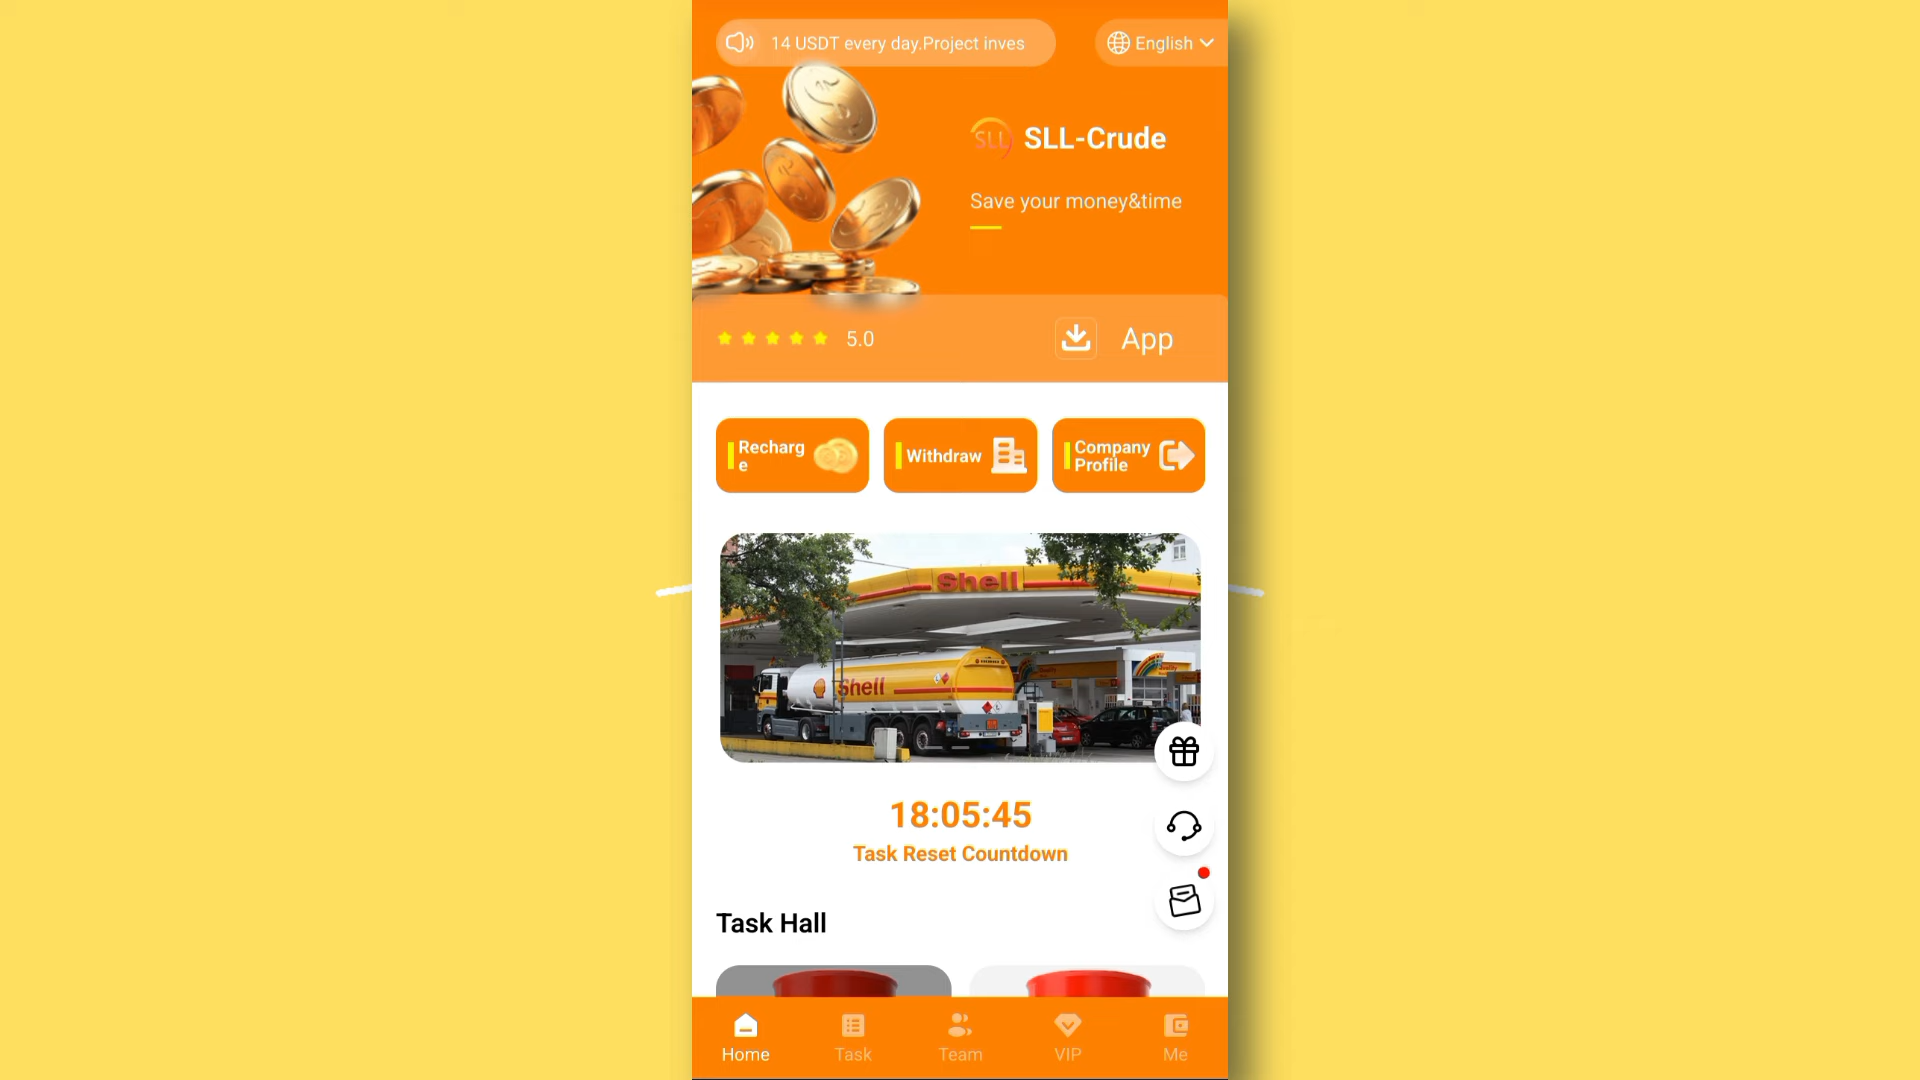 14 USDT every day.Project inves
English
SLL
SLL-Crude
Save your money&time
5.0
App
Recharg
e
Withdraw
Company
Profile
Shell
Shell
18:05:45
Task Reset Countdown
Task Hall
Home
Task
Team
VIP
Me